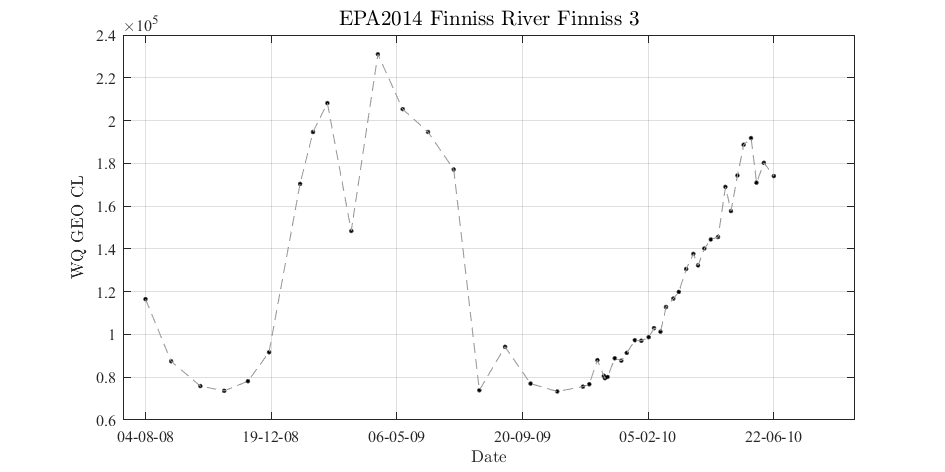 EPA2014 Finniss River Finniss 3
×10⁵
2.4
2.2
2
1.8
1.6
1.4
1.2
1
0.8
0.6
WQ GEO CL
04-08-08 19-12-08 06-05-09 20-09-09 05-02-10 22-06-10
Date